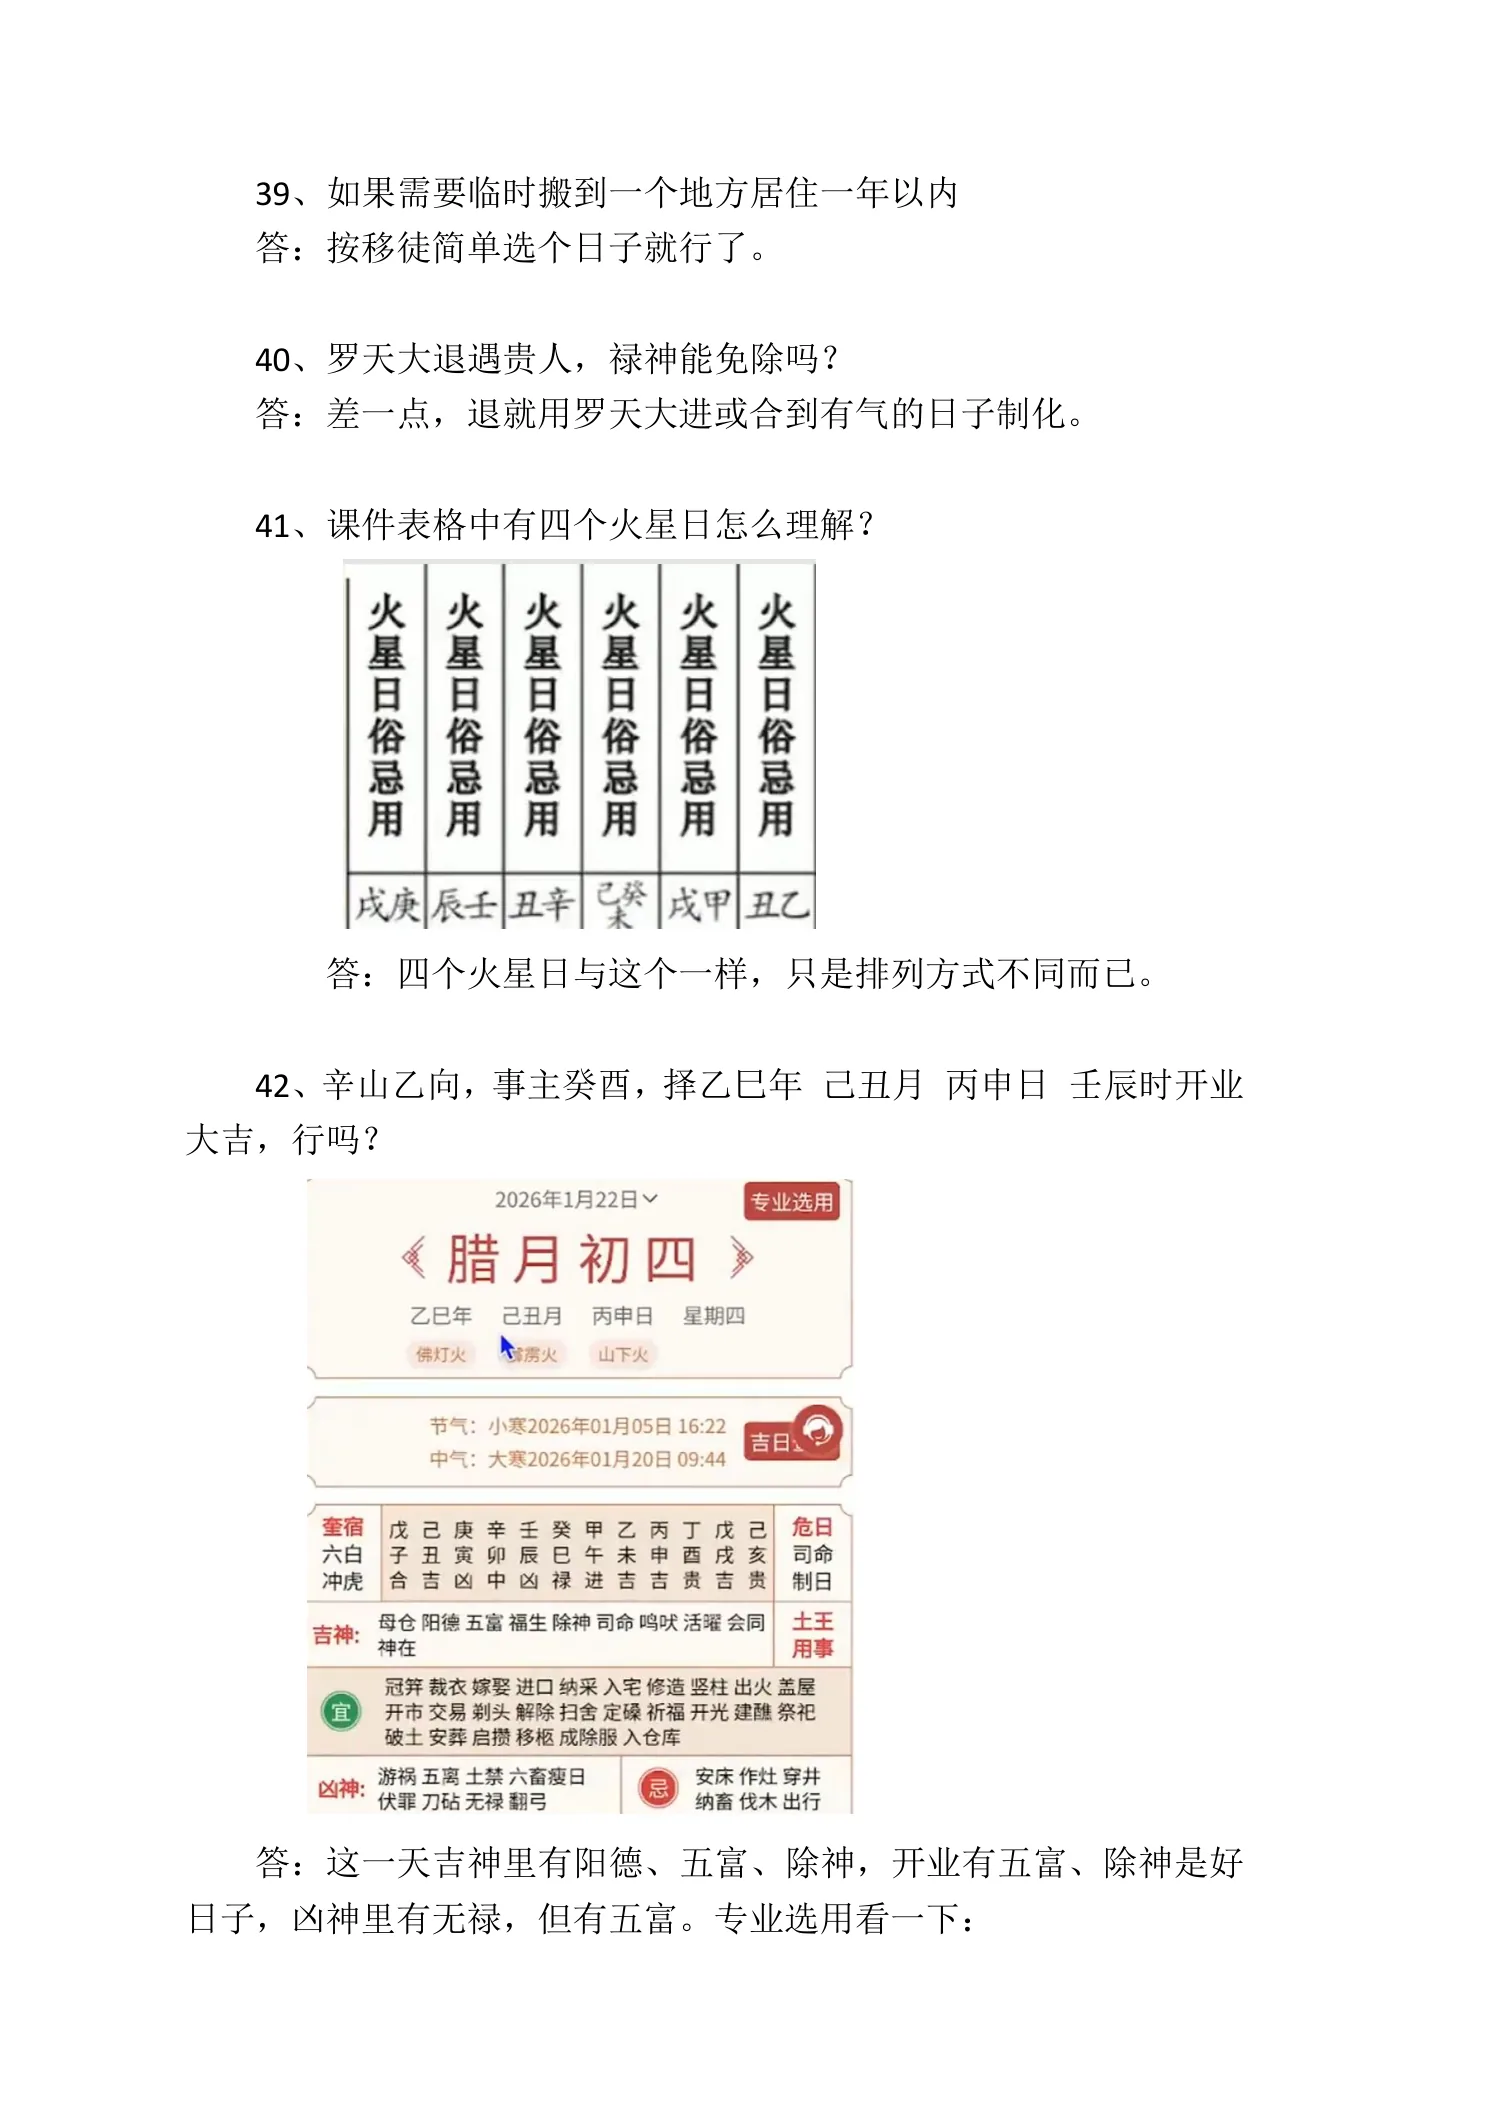 39、如果需要临时搬到一个地方居住一年以内
答：按移徒简单选个日子就行了。
40、罗天大退遇贵人，禄神能免除吗？
答：差一点，退就用罗天大进或合到有气的日子制化。
41、课件表格中有四个火星日怎么理解？
火星日俗忌用
火星日俗忌用
火星日俗忌用
火星日俗忌用
火星日俗忌用
火星日俗忌用
戌庚 辰壬 丑辛 己癸未 戌甲 丑乙
答：四个火星日与这个一样，只是排列方式不同而已。
42、辛山乙向，事主癸酉，择乙巳年 己丑月 丙申日 壬辰时开业
大吉，行吗？
2026年1月22日
专业选用
腊月初四
乙巳年 己丑月 丙申日 星期四
佛灯火 雳火 山下火
节气：小寒2026年01月05日 16:22
中气：大寒2026年01月20日 09:44
吉日
奎宿
六白
冲虎
戊 己 庚 辛 壬 癸 甲 乙 丙 丁 戊 己
子 丑 寅 卯 辰 巳 午 未 申 酉 戌 亥
合 吉 凶 中 凶 禄 进 吉 吉 贵 吉 贵
危日
司命
制日
吉神:
母仓 阳德 五富 福生 除神 司命 鸣吠 活曜 会同
神在
土王
用事
宜
冠笄 裁衣 嫁娶 进口 纳采 入宅 修造 竖柱 出火 盖屋
开市 交易 剃头 解除 扫舍 定磉 祈福 开光 建醮 祭祀
破土 安葬 启攒 移柩 成除服 入仓库
凶神:
游祸 五离 土禁 六畜瘦日
伏罪 刀砧 无禄 翻弓
忌
安床 作灶 穿井
纳畜 伐木 出行
答：这一天吉神里有阳德、五富、除神，开业有五富、除神是好
日子，凶神里有无禄，但有五富。专业选用看一下：